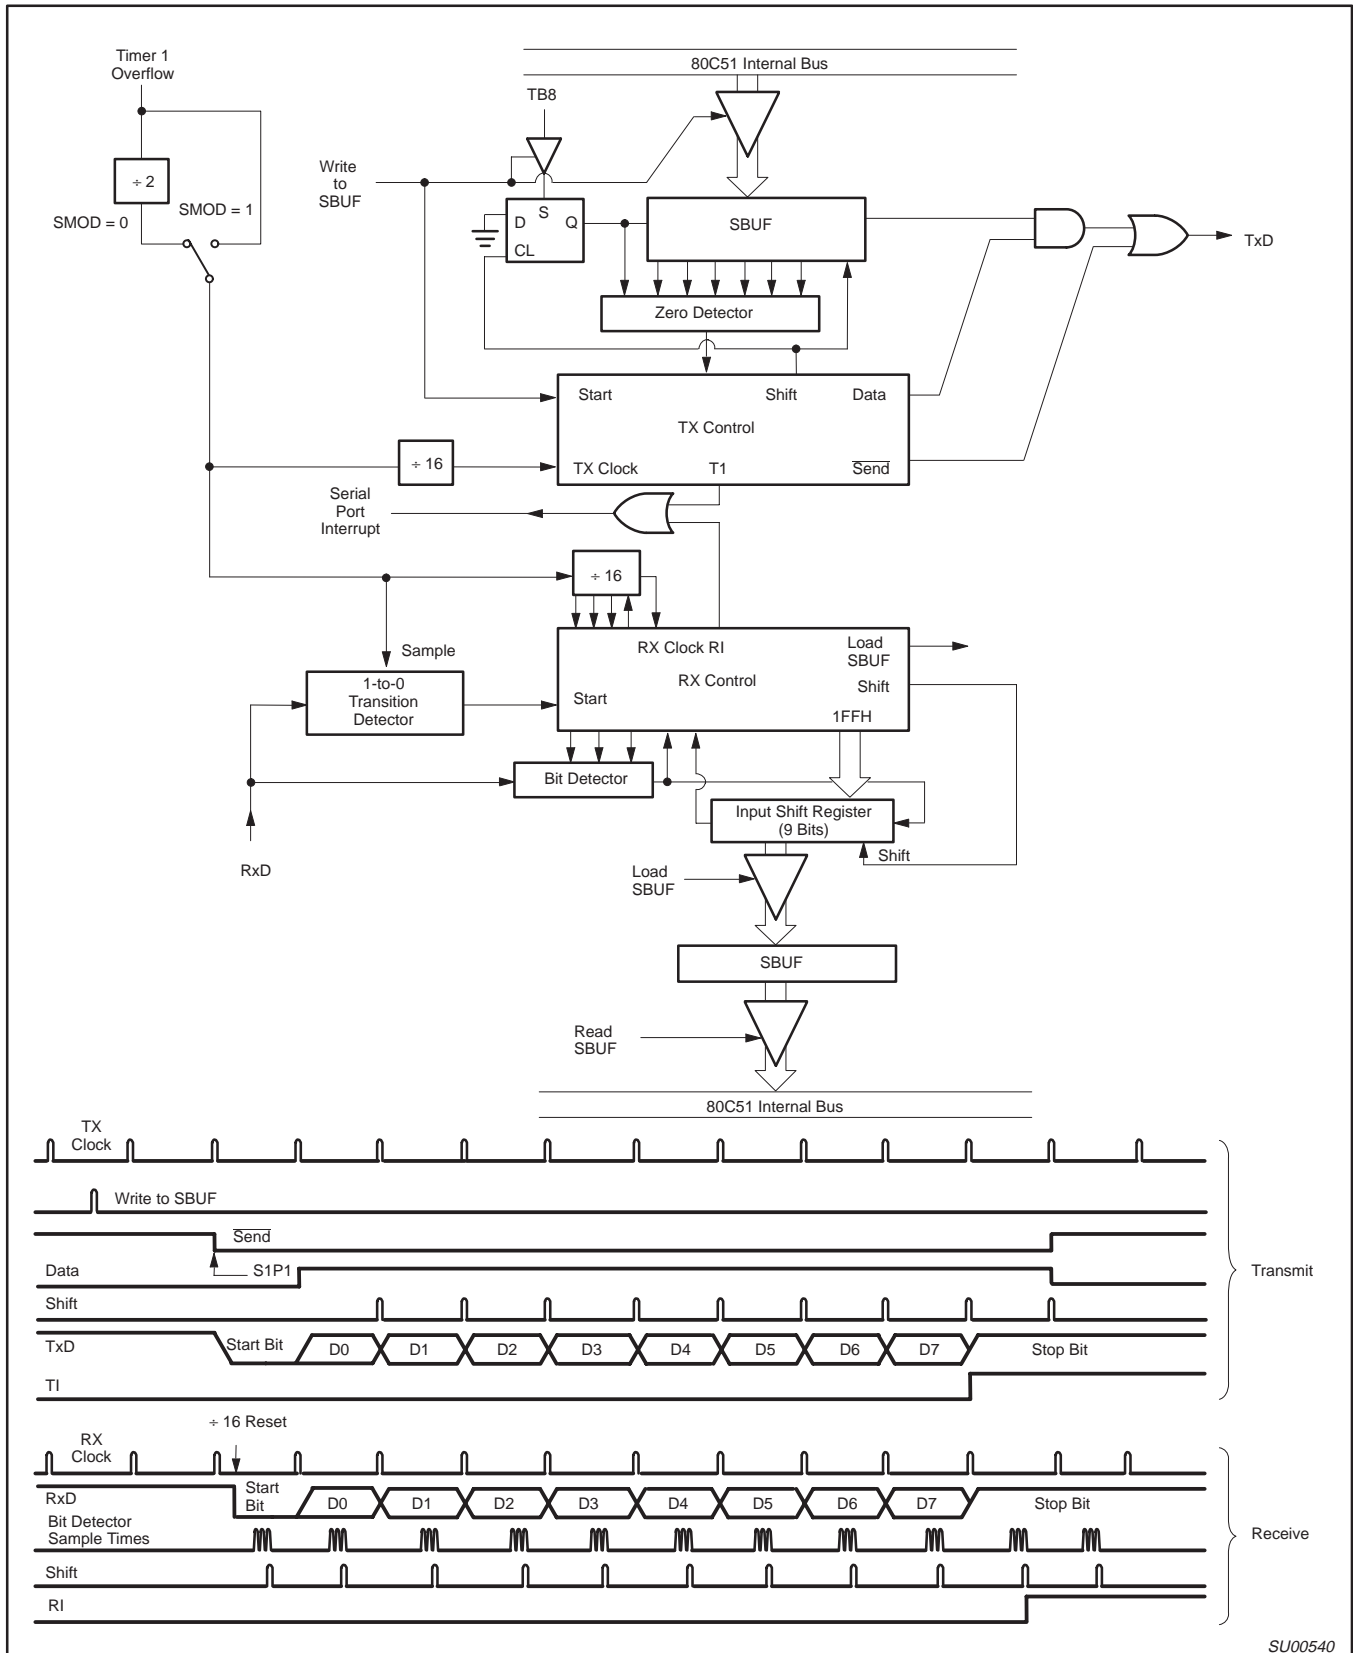 Timer 1
Overflow
80C51 Internal Bus
TB8
Write
to
SBUF
÷ 2
SMOD = 1
SMOD = 0
S
D
Q
CL
SBUF
TxD
Zero Detector
Start
Shift
Data
TX Control
÷ 16
TX Clock
T1
Send
Serial
Port
Interrupt
÷ 16
RX Clock RI
Load
SBUF
Sample
RX Control
Shift
1-to-0
Transition
Detector
Start
1FFH
Bit Detector
Input Shift Register
(9 Bits)
Shift
RxD
Load
SBUF
SBUF
Read
SBUF
80C51 Internal Bus
TX
Clock
Write to SBUF
Send
Data
S1P1
Transmit
Shift
TxD
Start Bit
D0
D1
D2
D3
D4
D5
D6
D7
Stop Bit
TI
÷ 16 Reset
RX
Clock
RxD
Start
Bit
D0
D1
D2
D3
D4
D5
D6
D7
Stop Bit
Bit Detector
Sample Times
Receive
Shift
RI
SU00540